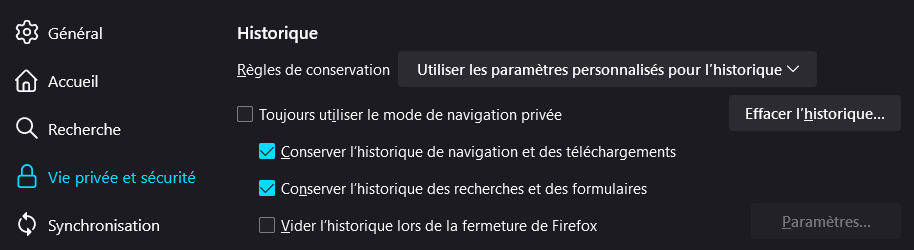 Général
Accueil
Recherche
Vie privée et sécurité
Synchronisation
Historique
Règles de conservation Utiliser les paramètres personnalisés pour l’historique
Toujours utiliser le mode de navigation privée Effacer l’historique...
Conserver l’historique de navigation et des téléchargements
Conserver l’historique des recherches et des formulaires
Vider l’historique lors de la fermeture de Firefox Paramètres...